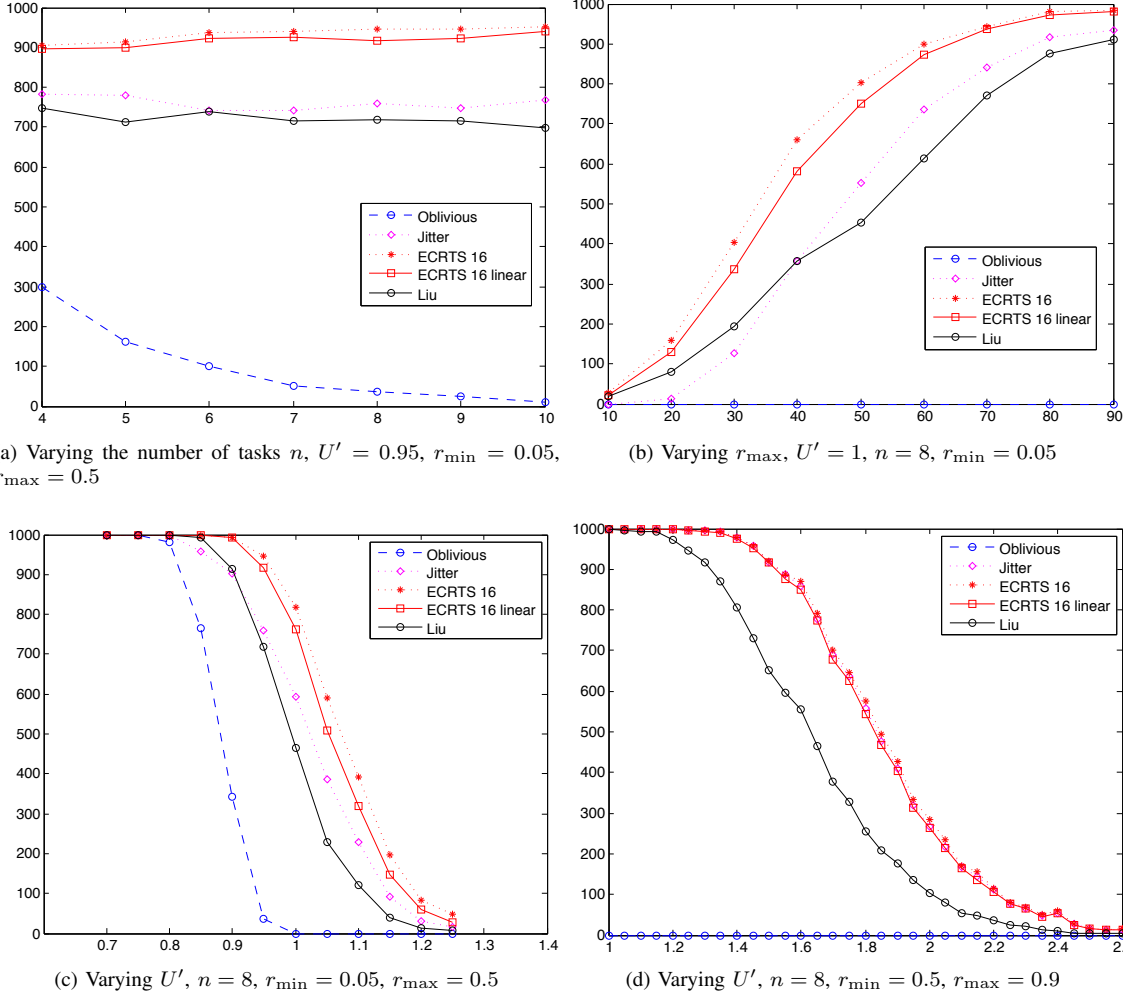 1000
900
800
700
600
500
400
300
200
100
0
4 5 6 7 8 9 10
Oblivious
Jitter
ECRTS 16
ECRTS 16 linear
Liu
a) Varying the number of tasks n, U′ = 0.95, r_min = 0.05,
r_max = 0.5
1000
900
800
700
600
500
400
300
200
100
0
10 20 30 40 50 60 70 80 90
Oblivious
Jitter
ECRTS 16
ECRTS 16 linear
Liu
(b) Varying r_max, U′ = 1, n = 8, r_min = 0.05
1000
900
800
700
600
500
400
300
200
100
0
0.7 0.8 0.9 1 1.1 1.2 1.3 1.4
Oblivious
Jitter
ECRTS 16
ECRTS 16 linear
Liu
(c) Varying U′, n = 8, r_min = 0.05, r_max = 0.5
1000
900
800
700
600
500
400
300
200
100
0
1 1.2 1.4 1.6 1.8 2 2.2 2.4
Oblivious
Jitter
ECRTS 16
ECRTS 16 linear
Liu
(d) Varying U′, n = 8, r_min = 0.5, r_max = 0.9